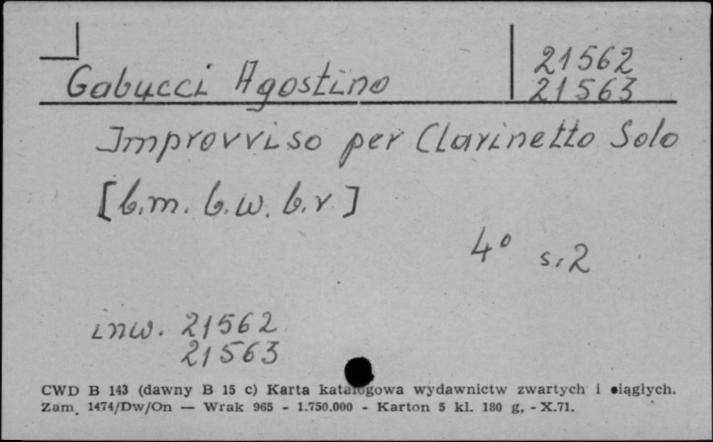 Gabucci Agostino
21562
21563
Improvviso per Clarinetto Solo
[b.m. b.w. b.r]
4° s.2
inw. 21562
21563
CWD B 143 (dawny B 15 c) Karta katalogowa wydawnictw zwartych i ciągłych.
Zam. 1474/Dw/On — Wrak 965 - 1.750.000 - Karton 5 kl. 180 g, - X.71.